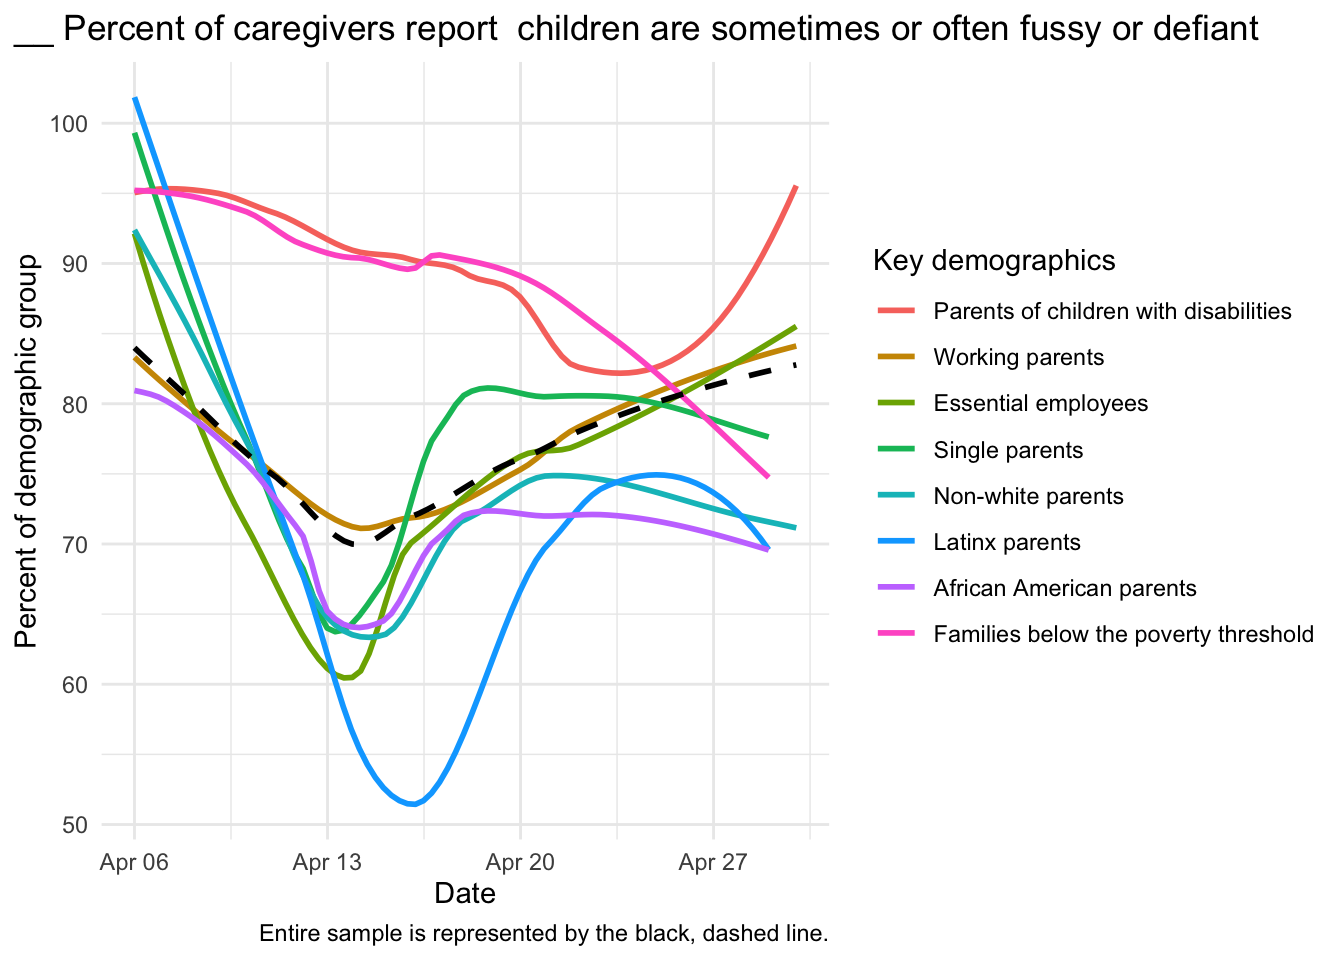 __ Percent of caregivers report  children are sometimes or often fussy or defiant
Percent of demographic group
100
90
80
70
60
50
Apr 06
Apr 13
Apr 20
Apr 27
Date
Entire sample is represented by the black, dashed line.
Key demographics
Parents of children with disabilities
Working parents
Essential employees
Single parents
Non-white parents
Latinx parents
African American parents
Families below the poverty threshold